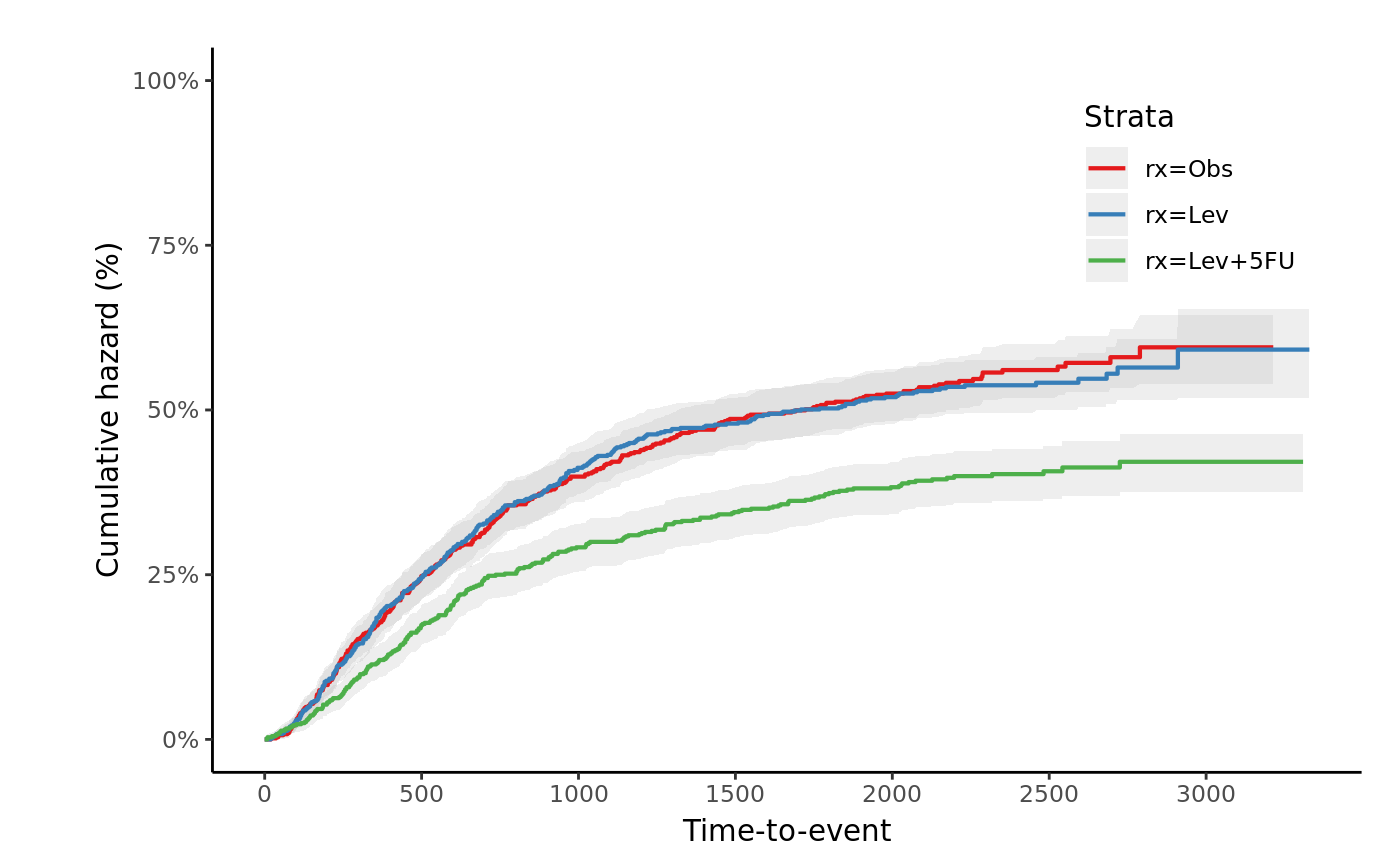 100%
75%
50%
25%
0%
Cumulative hazard (%)
Strata
rx=Obs
rx=Lev
rx=Lev+5FU
0 500 1000 1500 2000 2500 3000
Time-to-event